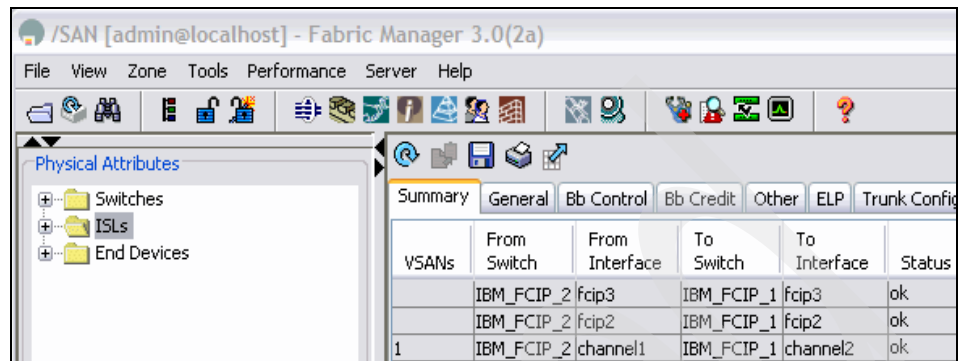 /SAN [admin@localhost] - Fabric Manager 3.0(2a)
File View Zone Tools Performance Server Help
Physical Attributes
Switches
ISLs
End Devices
Summary General Bb Control Bb Credit Other ELP Trunk Config
VSANs From Switch From Interface To Switch To Interface Status
IBM_FCIP_2 fcip3 IBM_FCIP_1 fcip3 ok
IBM_FCIP_2 fcip2 IBM_FCIP_1 fcip2 ok
1 IBM_FCIP_2 channel1 IBM_FCIP_1 channel2 ok